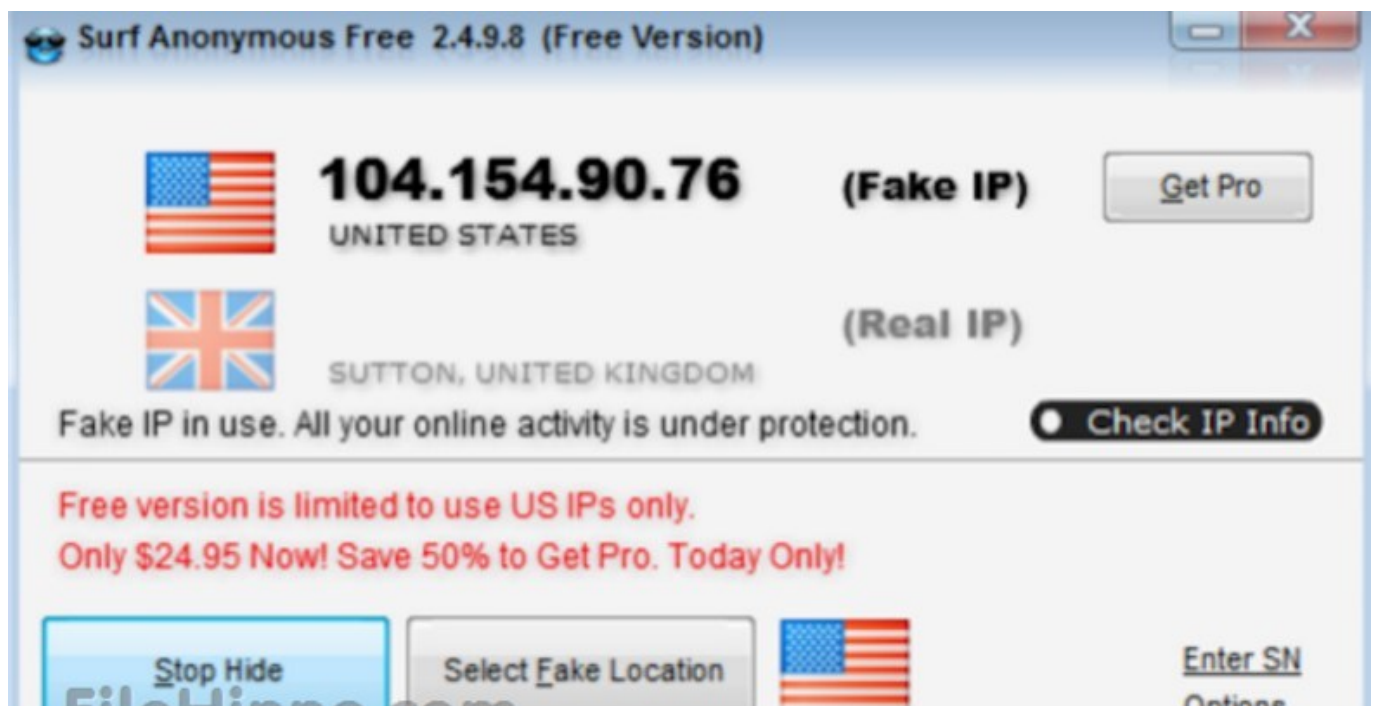 Surf Anonymous Free 2.4.9.8 (Free Version)
104.154.90.76 (Fake IP) Get Pro
UNITED STATES
(Real IP)
SUTTON, UNITED KINGDOM
Fake IP in use. All your online activity is under protection. Check IP Info
Free version is limited to use US IPs only.
Only $24.95 Now! Save 50% to Get Pro. Today Only!
Stop Hide Select Fake Location Enter SN
FileHippo.com Options